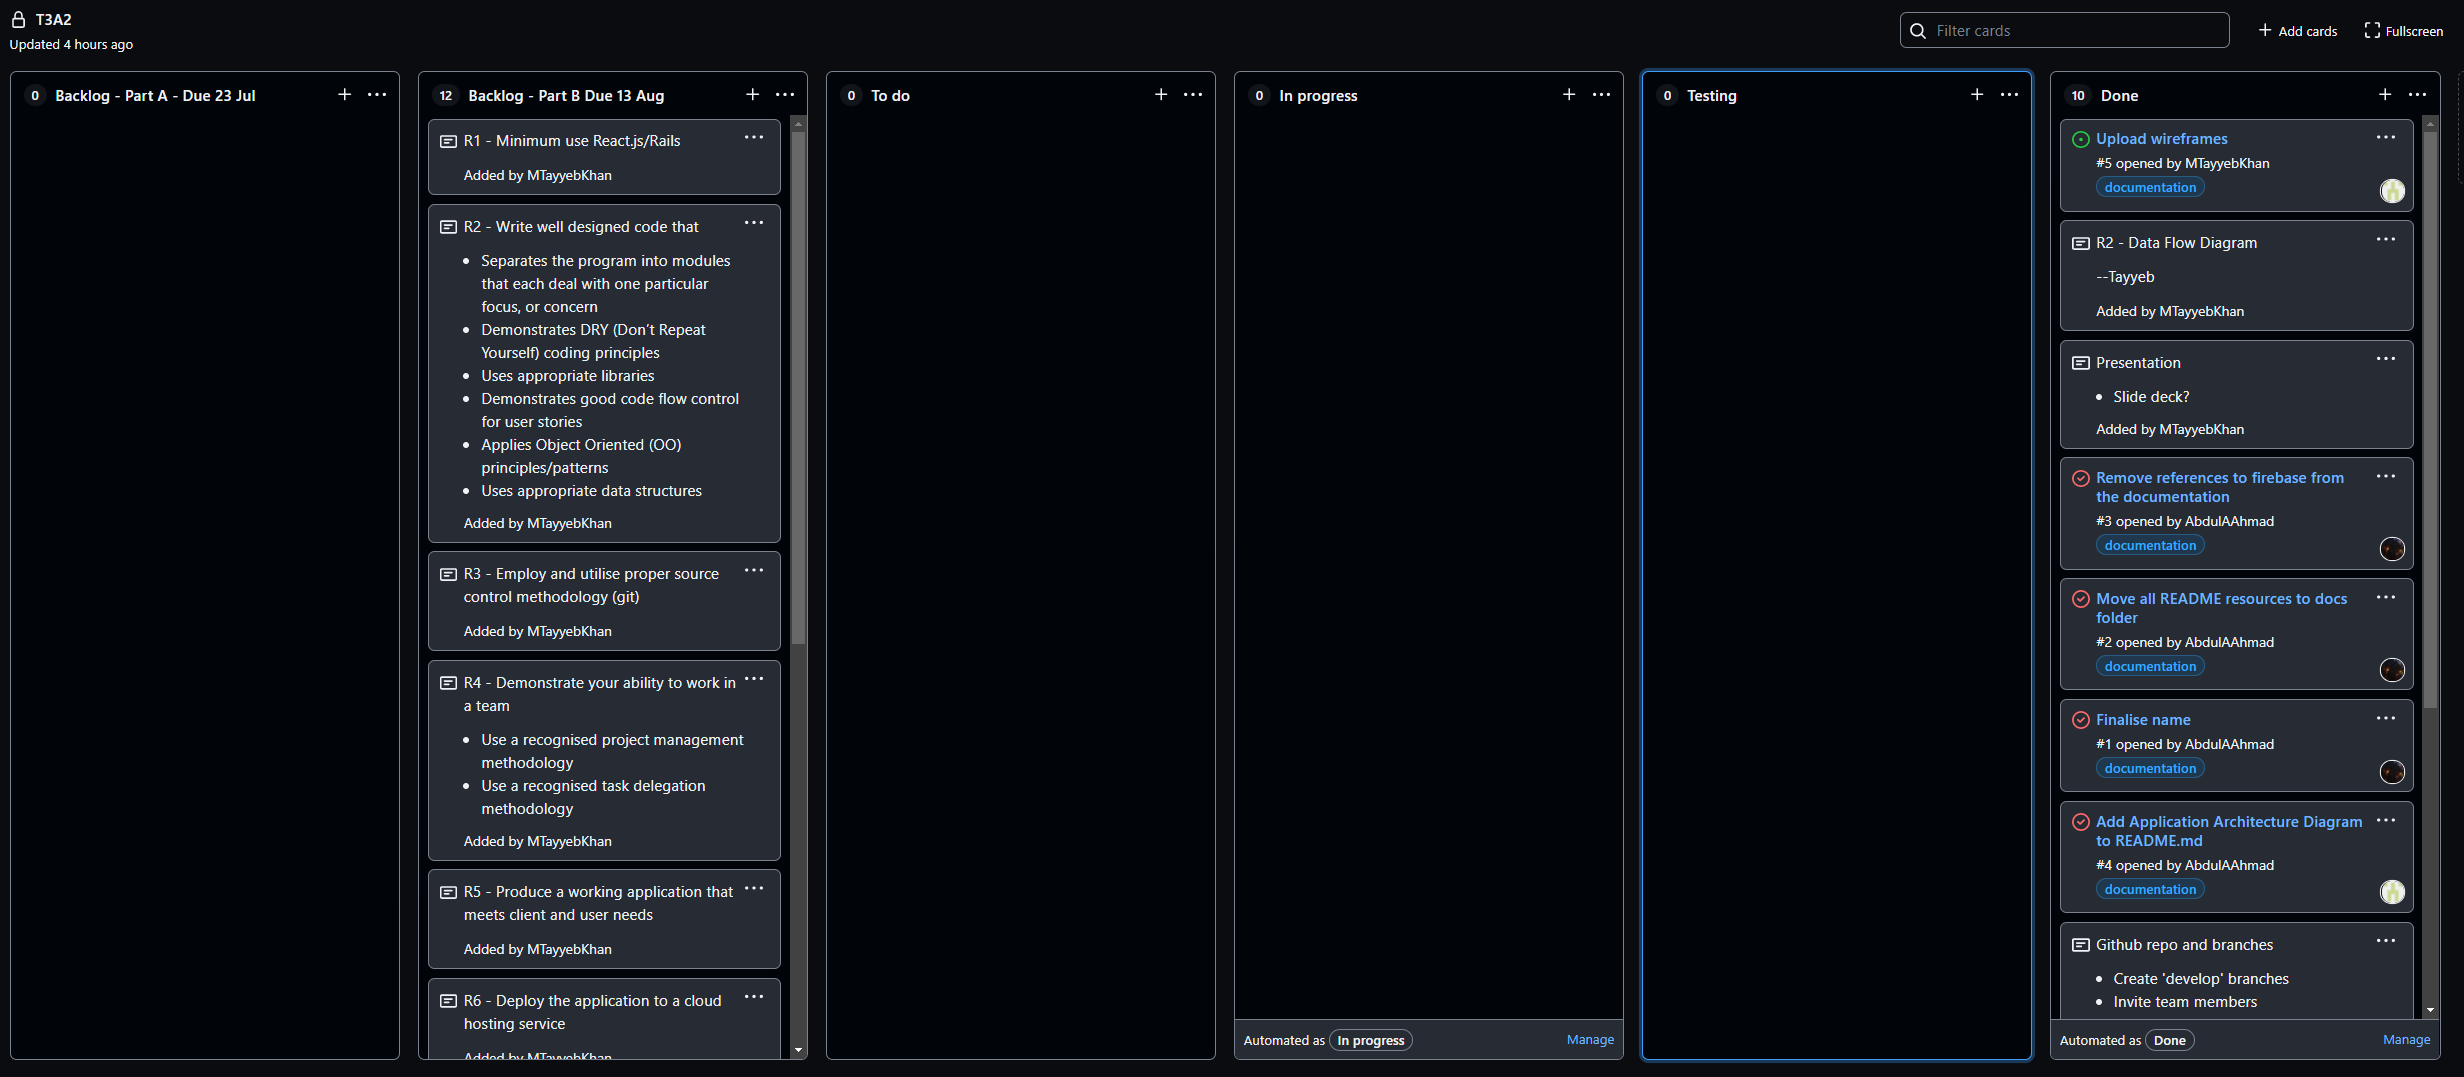 T3A2
Updated 4 hours ago
Filter cards
Add cards
Fullscreen
0 Backlog - Part A - Due 23 Jul
12 Backlog - Part B Due 13 Aug
R1 - Minimum use React.js/Rails
Added by MTayyebKhan
R2 - Write well designed code that
Separates the program into modules
that each deal with one particular
focus, or concern
Demonstrates DRY (Don’t Repeat
Yourself) coding principles
Uses appropriate libraries
Demonstrates good code flow control
for user stories
Applies Object Oriented (OO)
principles/patterns
Uses appropriate data structures
Added by MTayyebKhan
R3 - Employ and utilise proper source
control methodology (git)
Added by MTayyebKhan
R4 - Demonstrate your ability to work in
a team
Use a recognised project management
methodology
Use a recognised task delegation
methodology
Added by MTayyebKhan
R5 - Produce a working application that
meets client and user needs
Added by MTayyebKhan
R6 - Deploy the application to a cloud
hosting service
Added by MTayyebKhan
0 To do
0 In progress
Automated as In progress
Manage
0 Testing
10 Done
Upload wireframes
#5 opened by MTayyebKhan
documentation
R2 - Data Flow Diagram
--Tayyeb
Added by MTayyebKhan
Presentation
Slide deck?
Added by MTayyebKhan
Remove references to firebase from
the documentation
#3 opened by AbdulAAhmad
documentation
Move all README resources to docs
folder
#2 opened by AbdulAAhmad
documentation
Finalise name
#1 opened by AbdulAAhmad
documentation
Add Application Architecture Diagram
to README.md
#4 opened by AbdulAAhmad
documentation
Github repo and branches
Create 'develop' branches
Invite team members
Automated as Done
Manage